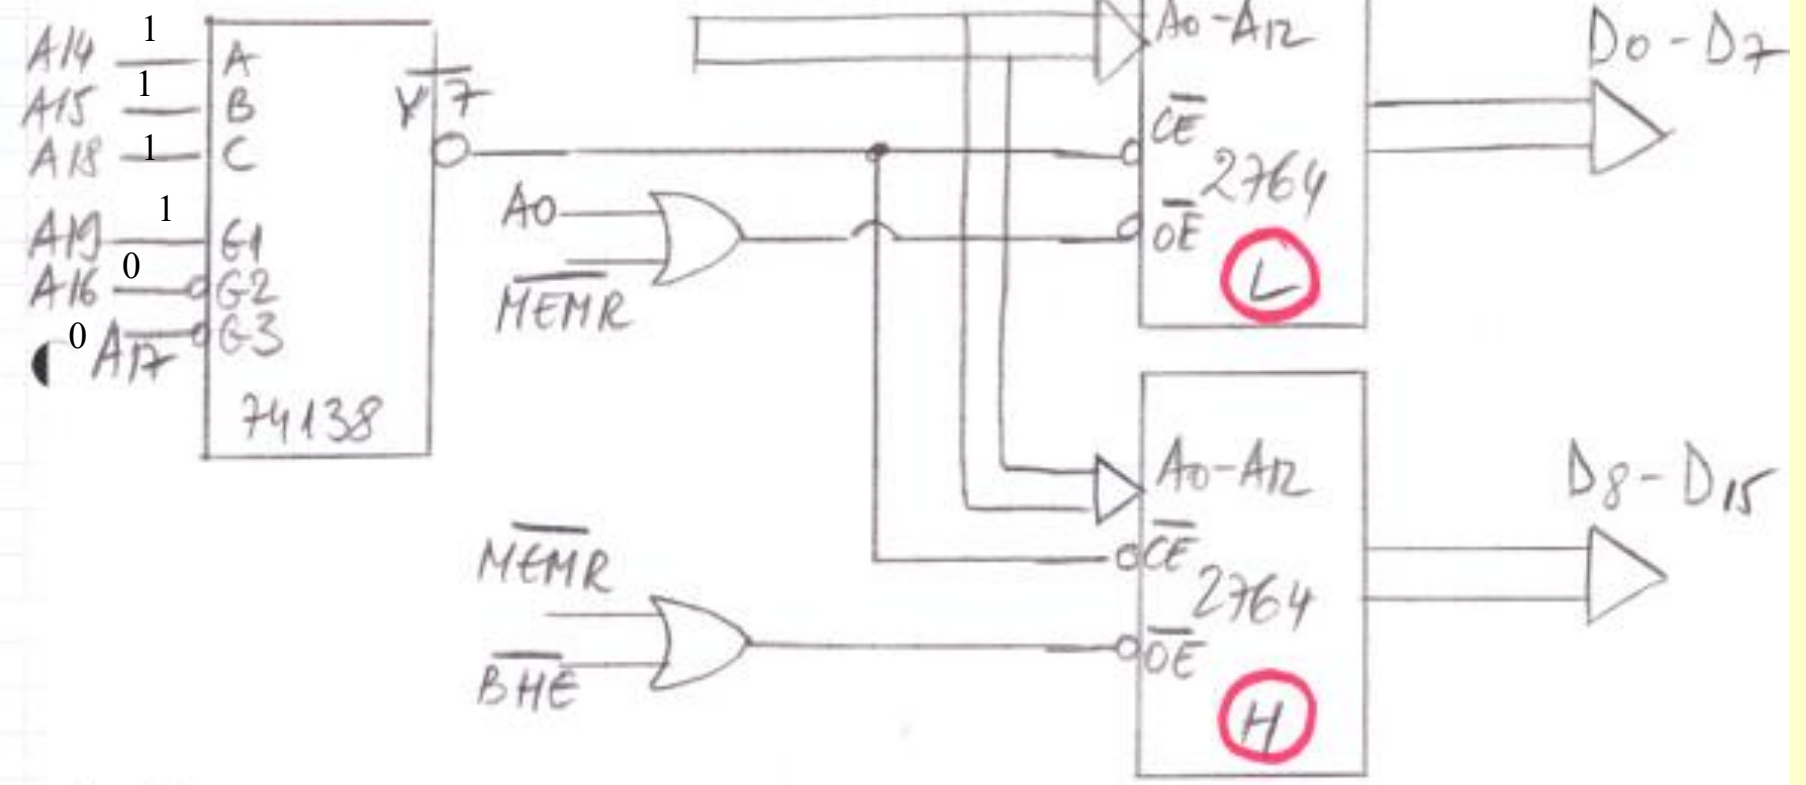 1
A14 A
1
A15 B
1
A18 C
Y7
1
A19 G1
0
A16 G2
0
A17 G3
74138
A0
MEMR
MEMR
BHE
A0-A12
CE
2764
OE
L
D0-D7
A0-A12
CE
2764
OE
H
D8-D15